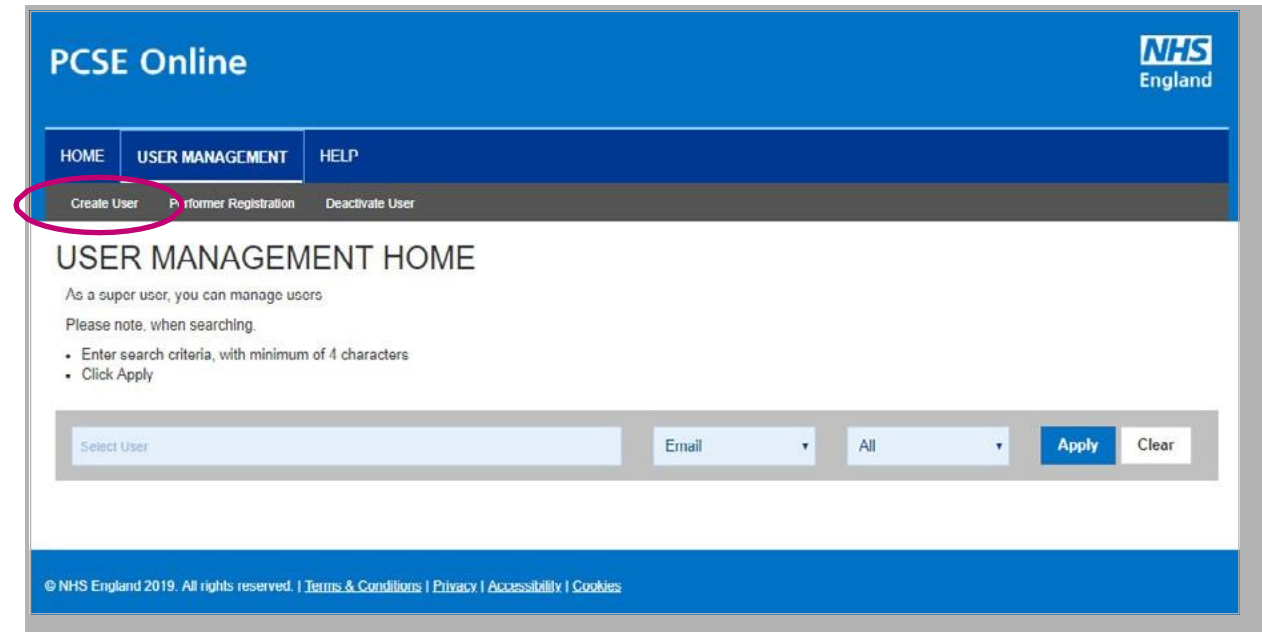 PCSE Online
NHS
England
HOME USER MANAGEMENT HELP
Create User Performer Registration Deactivate User
USER MANAGEMENT HOME
As a super user, you can manage users
Please note, when searching.
• Enter search criteria, with minimum of 4 characters
• Click Apply
Select User Email All Apply Clear
© NHS England 2019. All rights reserved. | Terms & Conditions | Privacy | Accessibility | Cookies